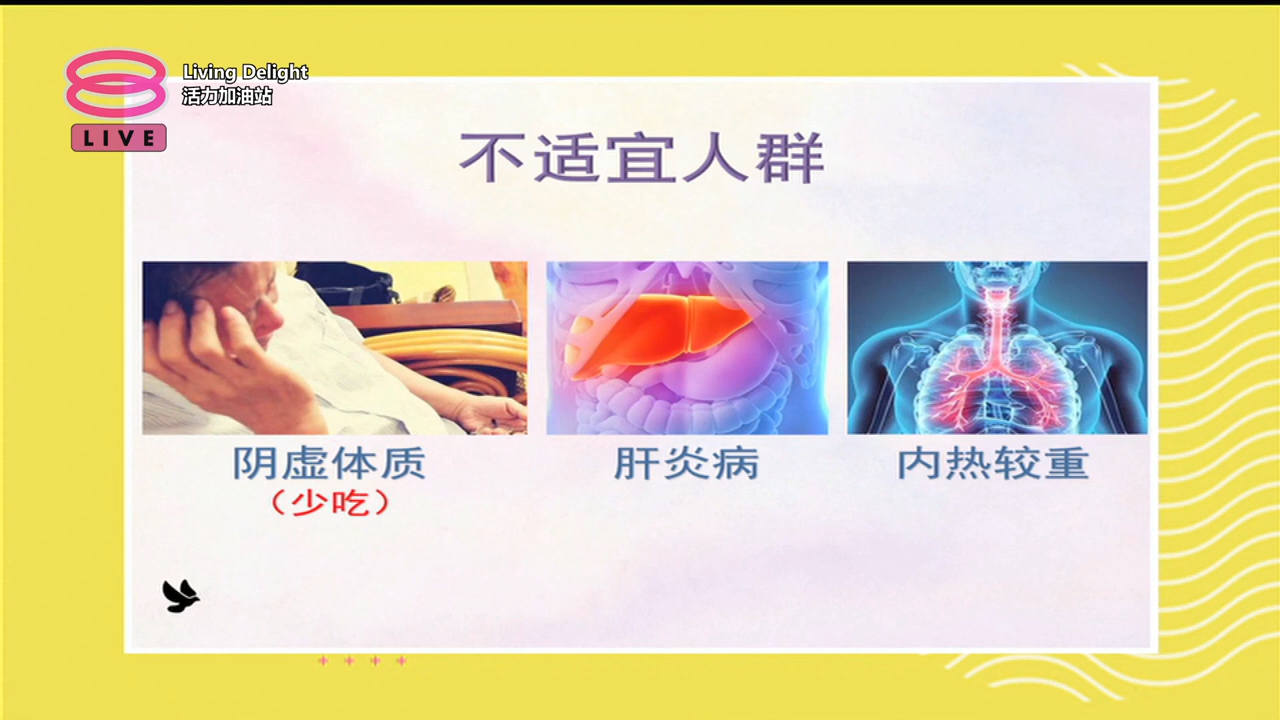 Living Delight
活力加油站
LIVE
不适宜人群
阴虚体质
（少吃）
肝炎病
内热较重